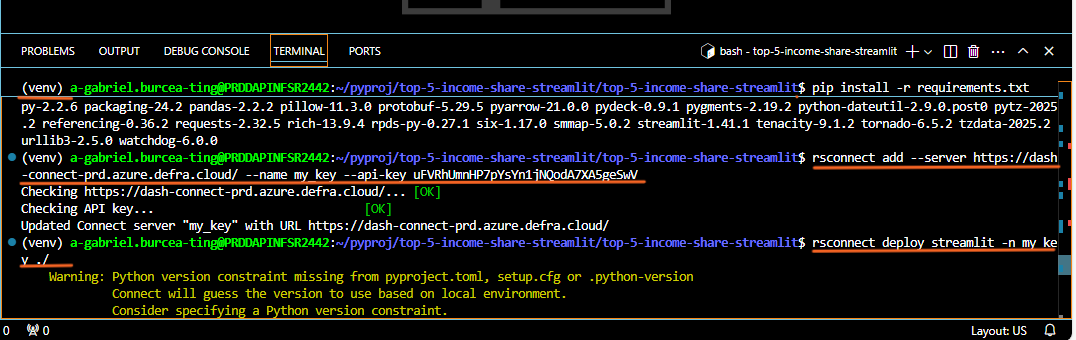 PROBLEMS OUTPUT DEBUG CONSOLE TERMINAL PORTS bash - top-5-income-share-streamlit
(venv) a-gabriel.burcea-ting@PRDDAPINFSR2442:~/pyproj/top-5-income-share-streamlit/top-5-income-share-streamlit$ pip install -r requirements.txt
py-2.2.6 packaging-24.2 pandas-2.2.2 pillow-11.3.0 protobuf-5.29.5 pyarrow-21.0.0 pydeck-0.9.1 pygments-2.19.2 python-dateutil-2.9.0.post0 pytz-2025
.2 referencing-0.36.2 requests-2.32.5 rich-13.9.4 rpds-py-0.27.1 six-1.17.0 smmap-5.0.2 streamlit-1.41.1 tenacity-9.1.2 tornado-6.5.2 tzdata-2025.2
urllib3-2.5.0 watchdog-6.0.0
(venv) a-gabriel.burcea-ting@PRDDAPINFSR2442:~/pyproj/top-5-income-share-streamlit/top-5-income-share-streamlit$ rsconnect add --server https://dash
-connect-prd.azure.defra.cloud/ --name my_key --api-key uFVRhUmnHP7pYsYn1jNQodA7XA5geSwV
Checking https://dash-connect-prd.azure.defra.cloud/... [OK]
Checking API key... [OK]
Updated Connect server "my_key" with URL https://dash-connect-prd.azure.defra.cloud/
(venv) a-gabriel.burcea-ting@PRDDAPINFSR2442:~/pyproj/top-5-income-share-streamlit/top-5-income-share-streamlit$ rsconnect deploy streamlit -n my_ke
y ./
Warning: Python version constraint missing from pyproject.toml, setup.cfg or .python-version
Connect will guess the version to use based on local environment.
Consider specifying a Python version constraint.
0 0 Layout: US